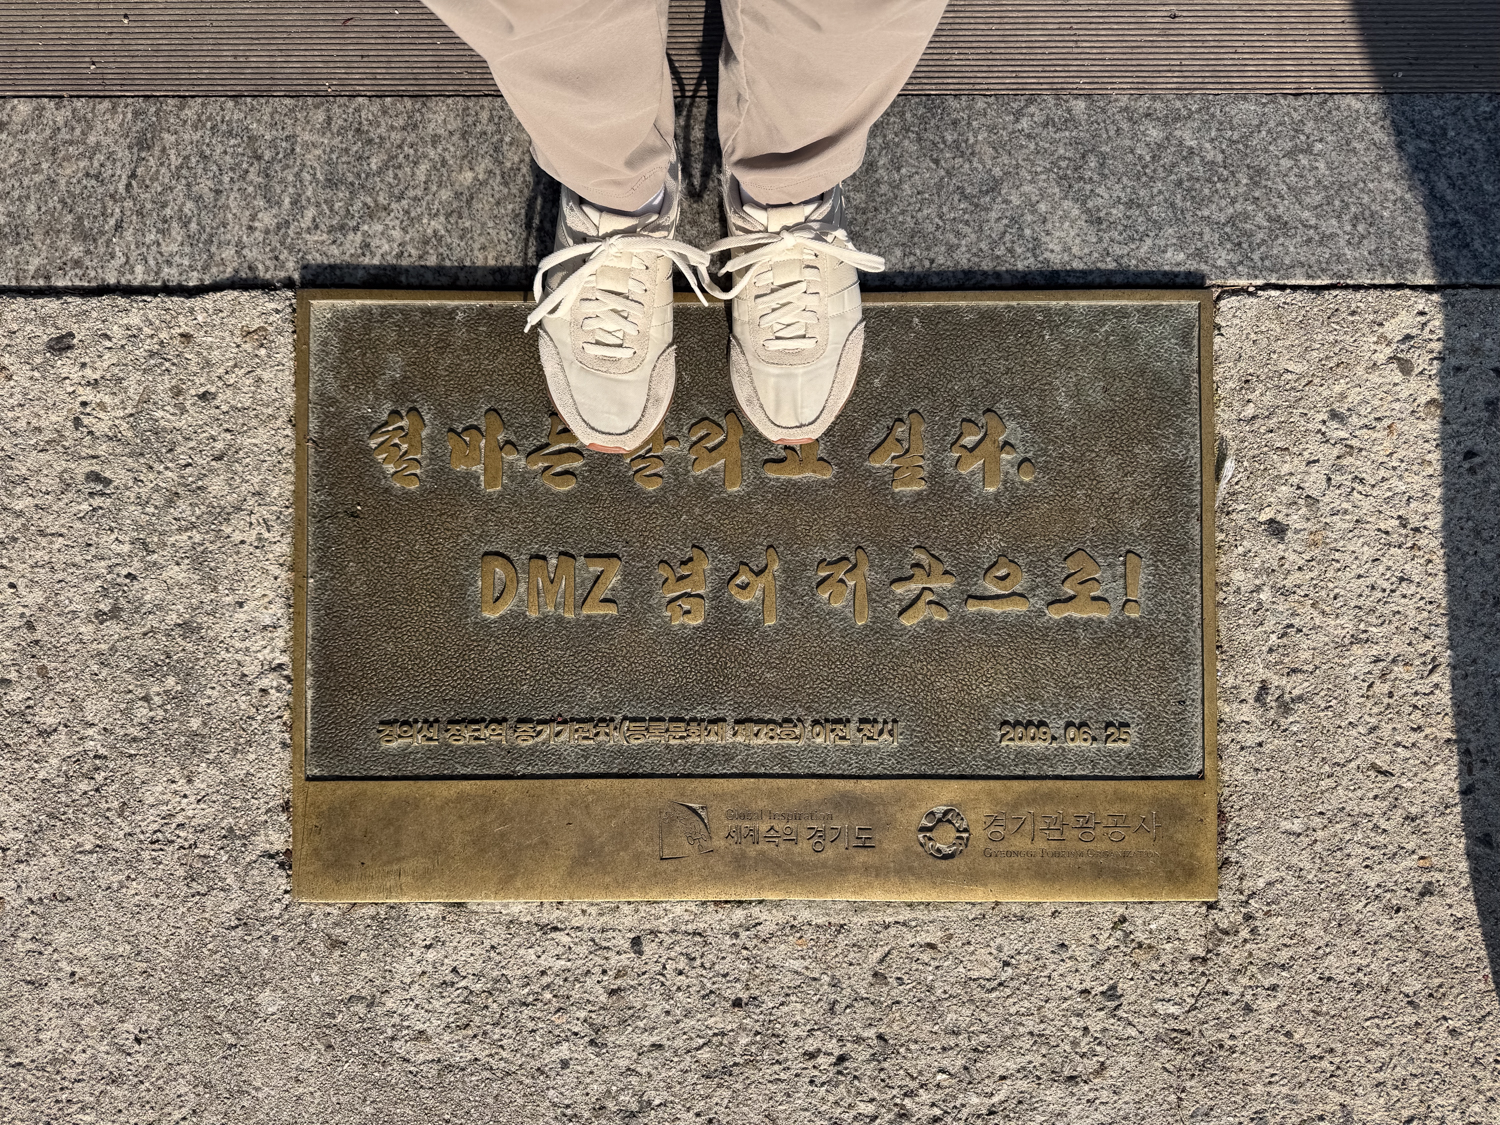 철마는 달리고 싶다.
DMZ 넘어 저곳으로!
경의선 장단역 증기기관차 (등록문화재 제78호) 이전 전시 2009. 06. 25
Global Inspiration
세계속의 경기도
경기관광공사
GYEONGGI TOURISM ORGANIZATION